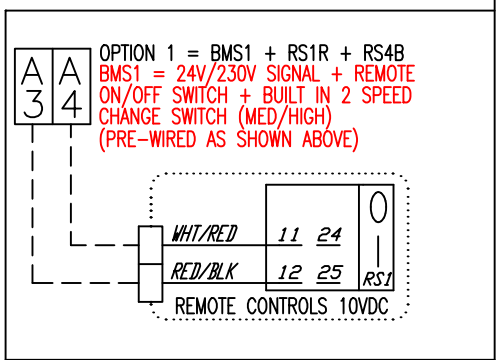 A3 A4
OPTION 1 = BMS1 + RS1R + RS4B
BMS1 = 24V/230V SIGNAL + REMOTE
ON/OFF SWITCH + BUILT IN 2 SPEED
CHANGE SWITCH (MED/HIGH)
(PRE-WIRED AS SHOWN ABOVE)
WHT/RED 11 24
RED/BLK 12 25
O
|
RS1
REMOTE CONTROLS 10VDC